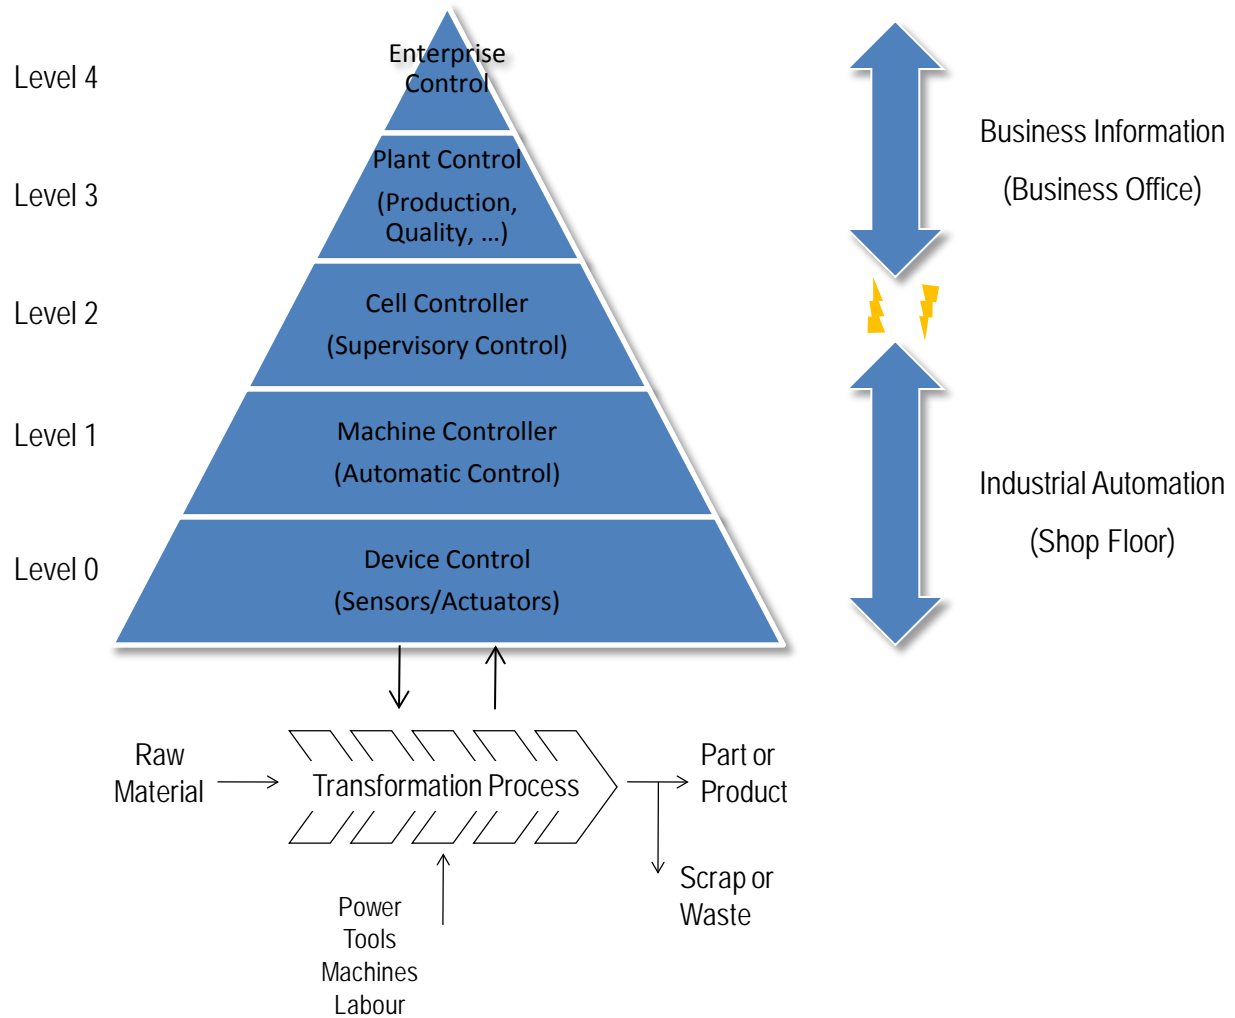 Level 4
Enterprise
Control
Level 3
Plant Control
(Production,
Quality, ...)
Level 2
Cell Controller
(Supervisory Control)
Level 1
Machine Controller
(Automatic Control)
Level 0
Device Control
(Sensors/Actuators)
Business Information
(Business Office)
Industrial Automation
(Shop Floor)
Raw
Material
Transformation Process
Part or
Product
Scrap or
Waste
Power
Tools
Machines
Labour